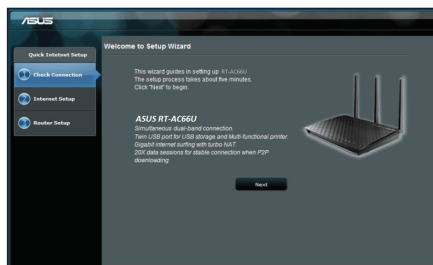 ASUS
Quick Intetnet Setup
Check Connection
Internet Setup
Router Setup
Welcome to Setup Wizard
This wizard guides in setting up RT-AC66U
The setup process takes about five minutes.
Click "Next" to begin.
ASUS RT-AC66U
Simultaneous dual-band connection.
Twin USB port for USB storage and Multi-functional printer.
Gigabit internet surfing with turbo NAT.
20X data sessions for stable connection when P2P
downloading
Next